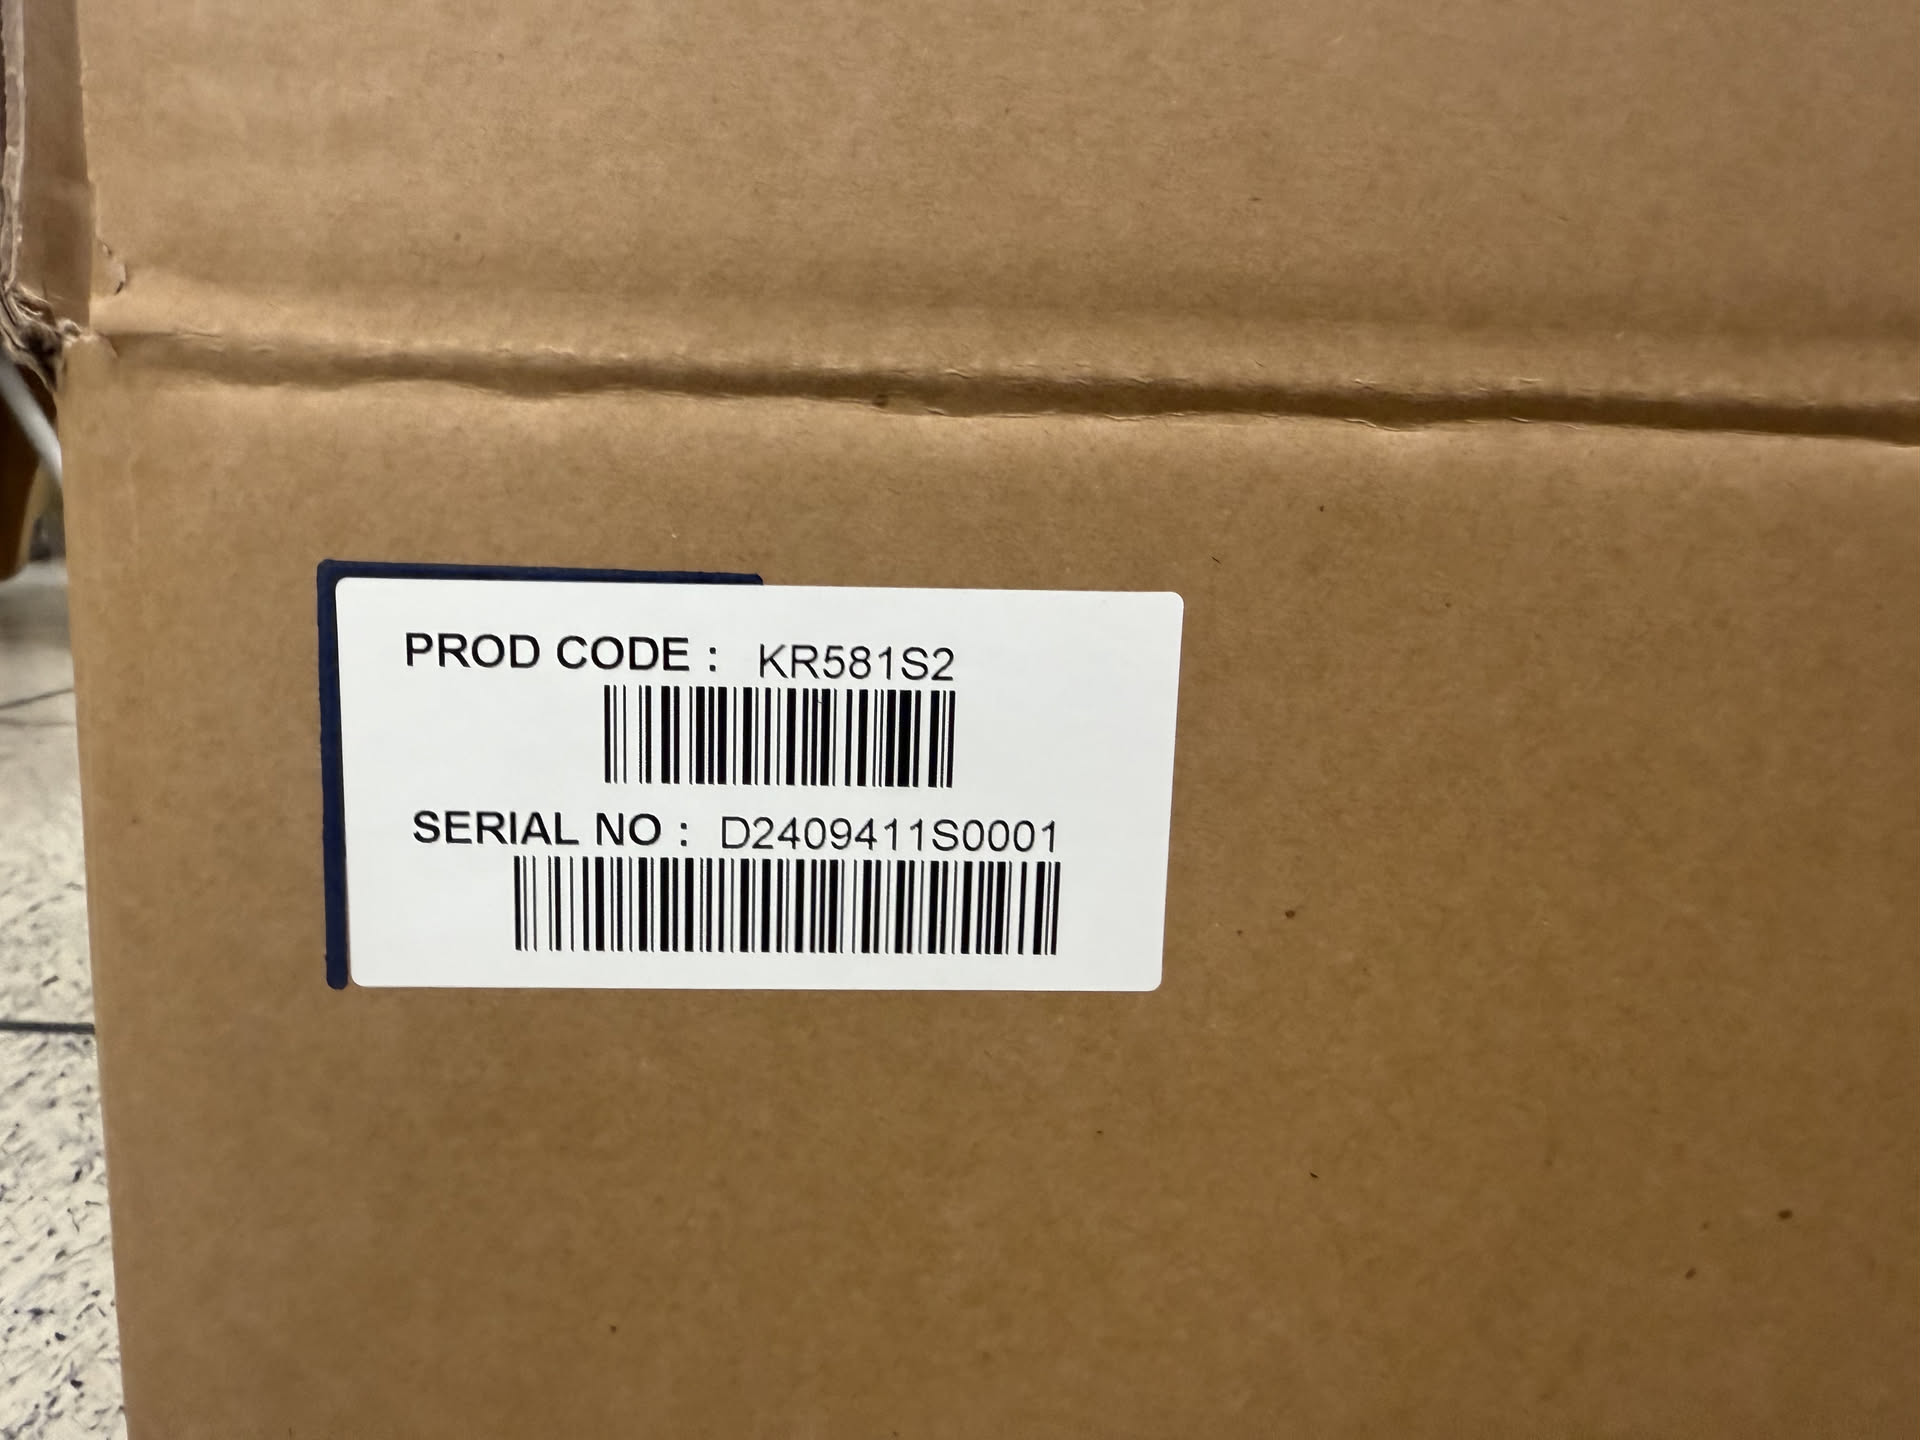 PROD CODE : KR581S2
SERIAL NO : D2409411S0001